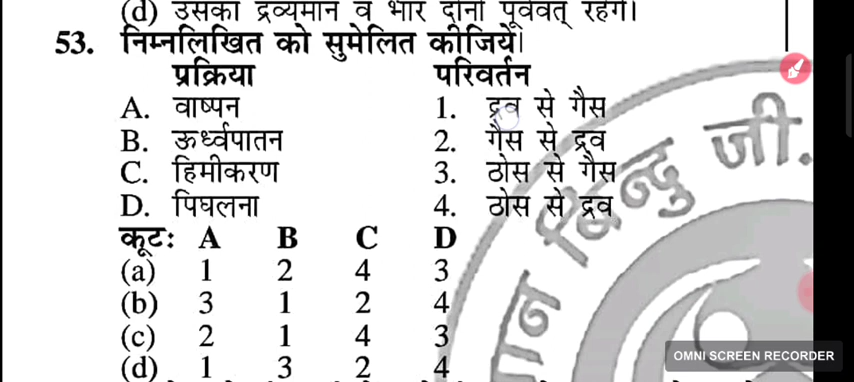 (d) उसका द्रव्यमान व भार दोनों पूर्ववत् रहेंगे।
53. निम्नलिखित को सुमेलित कीजिये।
प्रक्रिया परिवर्तन
A. वाष्पन 1. द्रव से गैस
B. ऊर्ध्वपातन 2. गैस से द्रव
C. हिमीकरण 3. ठोस से गैस
D. पिघलना 4. ठोस से द्रव
कूटः A B C D
(a) 1 2 4 3
(b) 3 1 2 4
(c) 2 1 4 3
(d) 1 3 2 4
बिन्दु जी.
OMNI SCREEN RECORDER